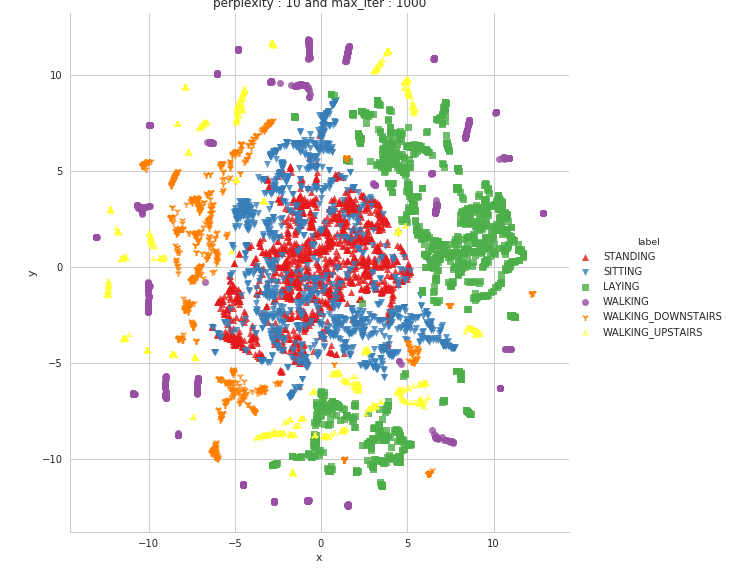 perplexity : 10 and max_iter : 1000
10
5
0
−5
−10
y
−10 −5 0 5 10
x
label
STANDING
SITTING
LAYING
WALKING
WALKING_DOWNSTAIRS
WALKING_UPSTAIRS